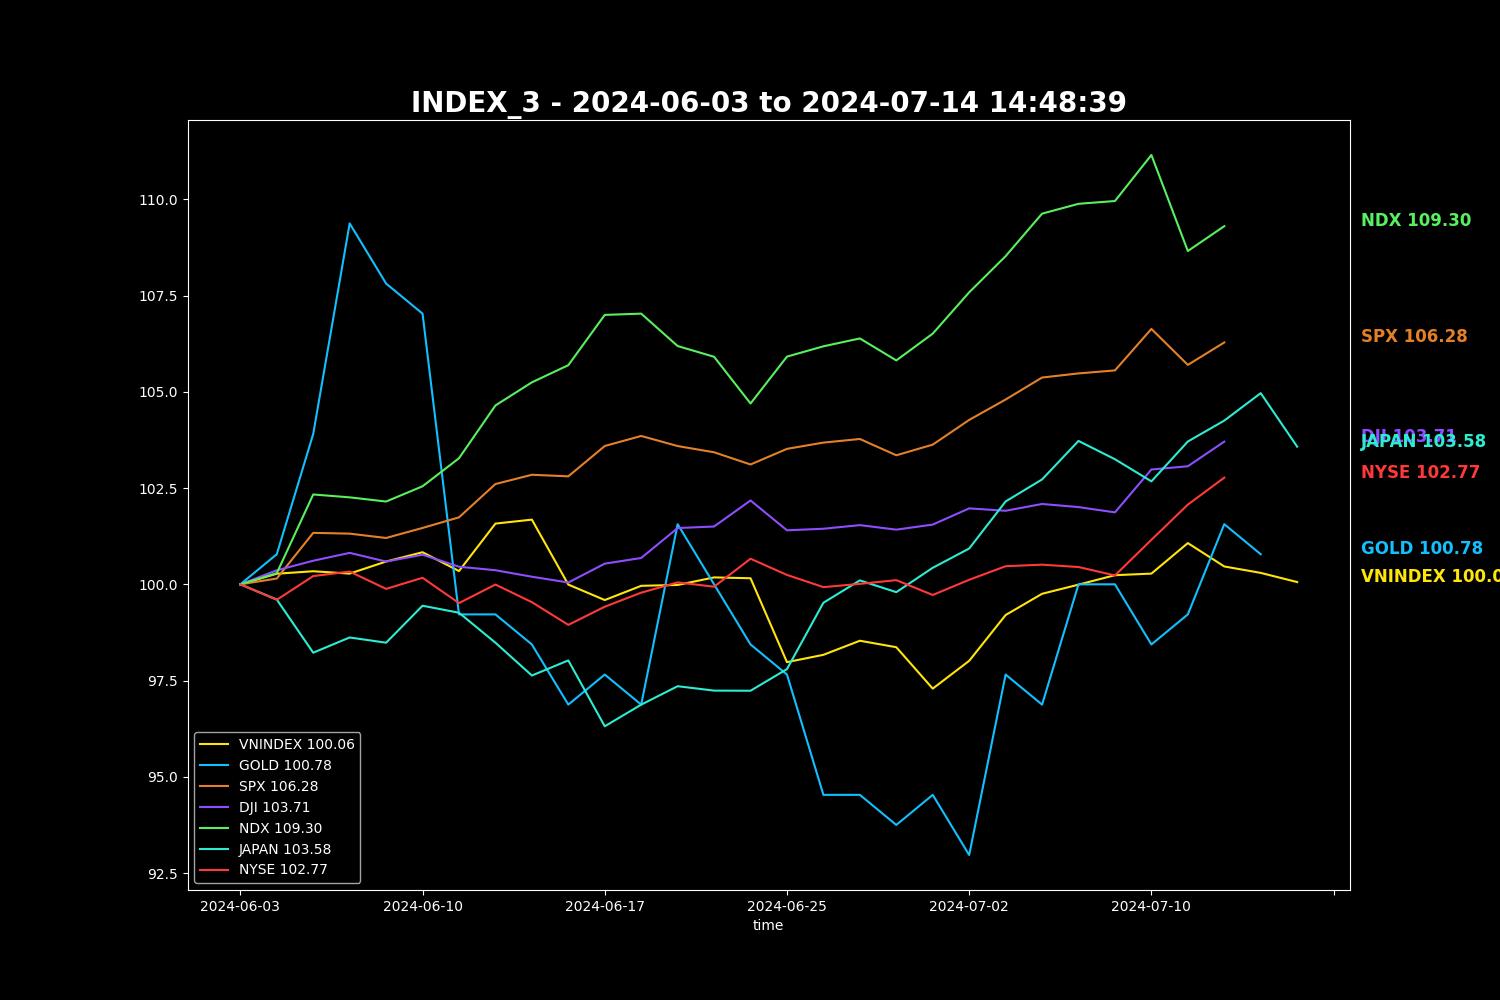 INDEX_3 - 2024-06-03 to 2024-07-14 14:48:39
110.0
107.5
105.0
102.5
100.0
97.5
95.0
92.5
NDX 109.30
SPX 106.28
DJI 103.71
JAPAN 103.58
NYSE 102.77
GOLD 100.78
VNINDEX 100.0
VNINDEX 100.06
GOLD 100.78
SPX 106.28
DJI 103.71
NDX 109.30
JAPAN 103.58
NYSE 102.77
2024-06-03 2024-06-10 2024-06-17 2024-06-25 2024-07-02 2024-07-10
time